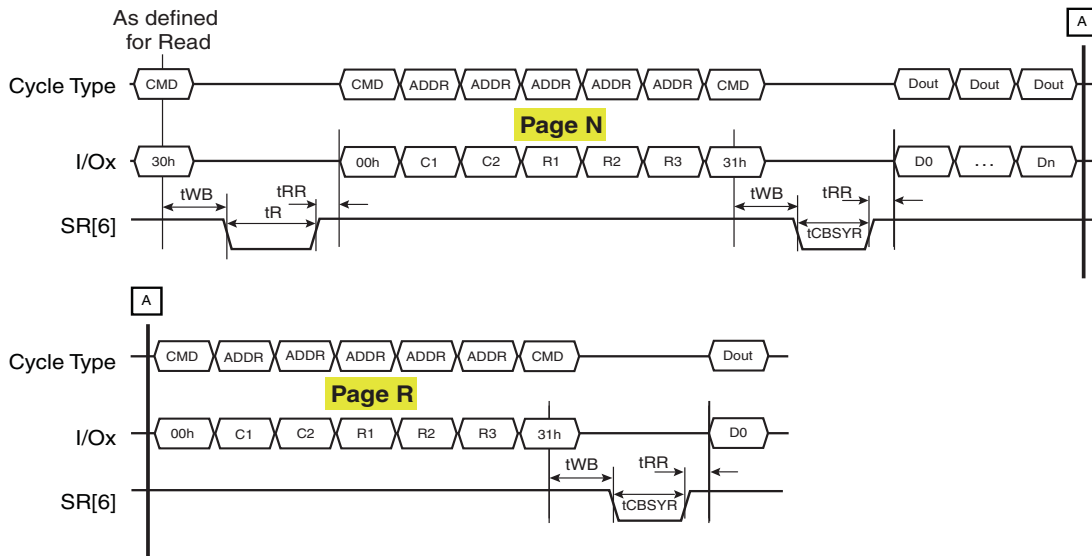 As defined
for Read
A
Cycle Type
CMD CMD ADDR ADDR ADDR ADDR ADDR CMD Dout Dout Dout
Page N
I/Ox
30h 00h C1 C2 R1 R2 R3 31h D0 ... Dn
tWB tRR tWB tRR
tR tCBSYR
SR[6]
A
Cycle Type
CMD ADDR ADDR ADDR ADDR ADDR CMD Dout
Page R
I/Ox
00h C1 C2 R1 R2 R3 31h D0
tWB tRR
tCBSYR
SR[6]